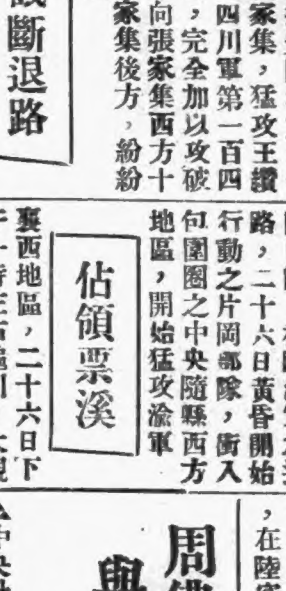 家集，猛攻王纘
四川軍第一百四
，完全加以攻破
向張家集西方十
家集後方，紛紛
斷退路
路，二十六日黃昏開始
行動之片岡部隊，衝入
包圍圈之中央隨縣西方
地區，開始猛攻渝軍
佔領票溪
襄西地區，二十六日下
，在陸
周
與